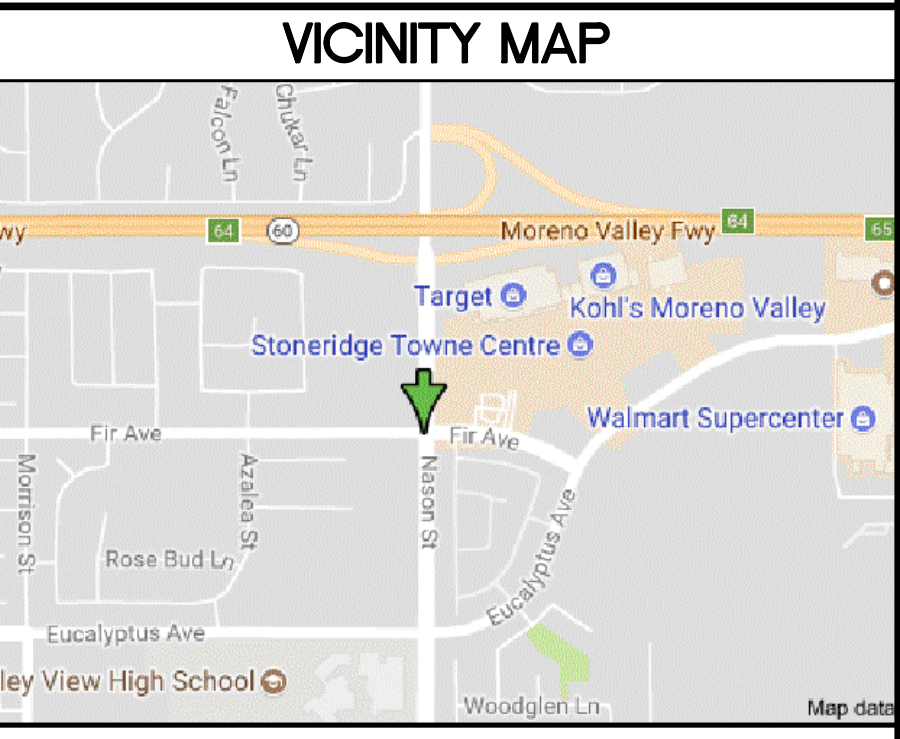 VICINITY MAP
Falcon Ln
Chukar Ln
wy
64
60
Moreno Valley Fwy
64
65
Target
Kohl's Moreno Valley
Stoneridge Towne Centre
Walmart Supercenter
Fir Ave
Fir Ave
Morrison St
Azalea St
Nason St
Eucalyptus Ave
Rose Bud Ln
Eucalyptus Ave
ley View High School
Woodglen Ln
Map data